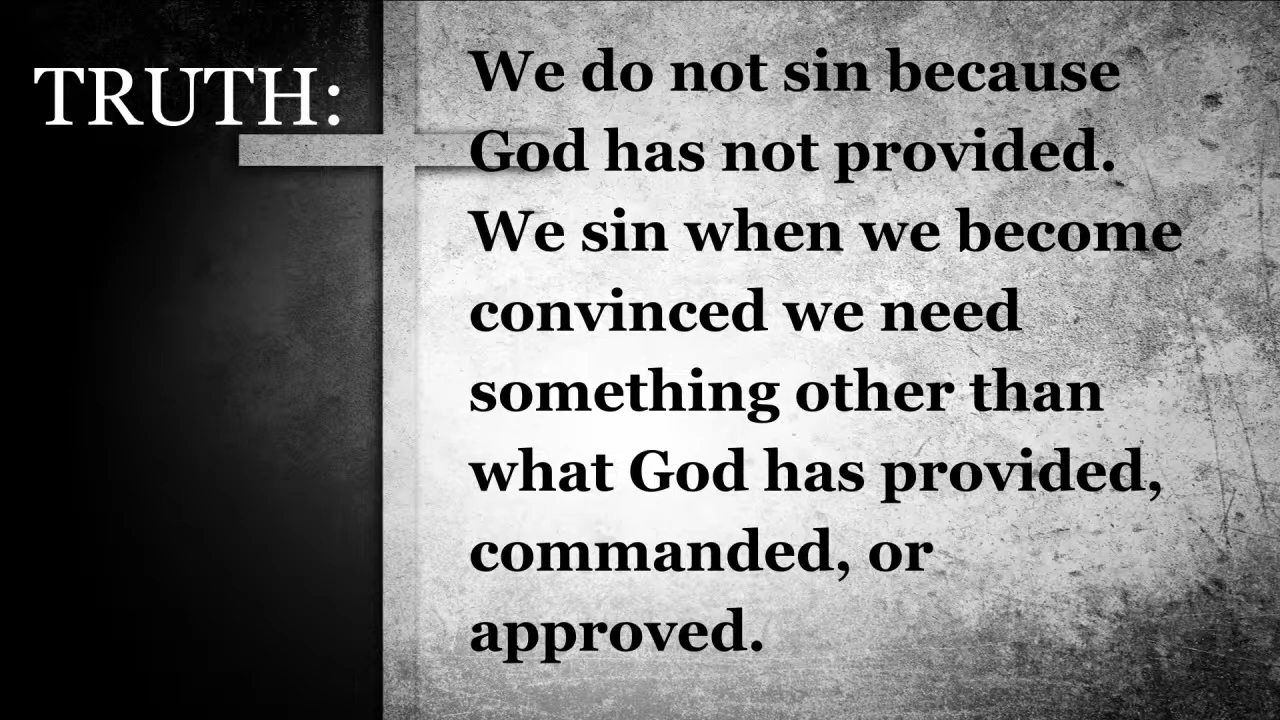 TRUTH:
We do not sin because
God has not provided.
We sin when we become
convinced we need
something other than
what God has provided,
commanded, or
approved.